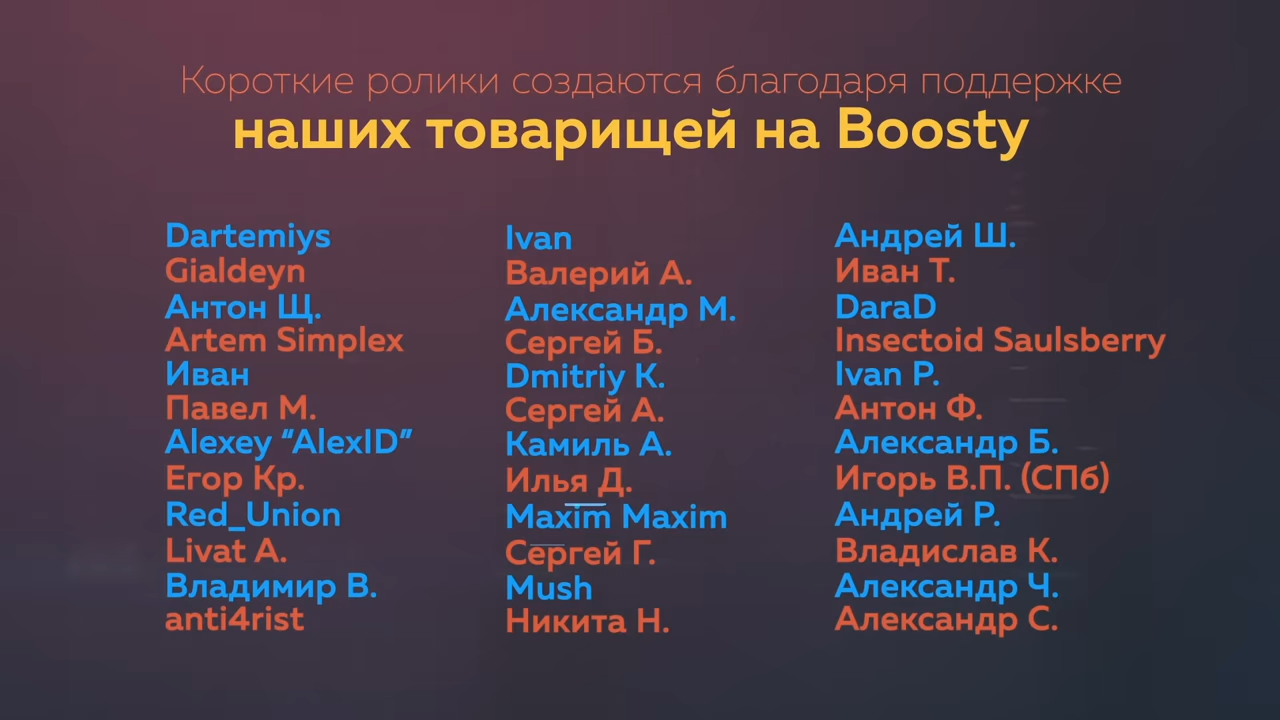 Короткие ролики создаются благодаря поддержке
наших товарищей на Boosty
Dartemiys
Gialdeyn
Антон Щ.
Artem Simplex
Иван
Павел М.
Alexey “AlexID”
Егор Кр.
Red_Union
Livat A.
Владимир В.
anti4rist
Ivan
Валерий А.
Александр М.
Сергей Б.
Dmitriy K.
Сергей А.
Камиль А.
Илья Д.
Maxim Maxim
Сергей Г.
Mush
Никита Н.
Андрей Ш.
Иван Т.
DaraD
Insectoid Saulsberry
Ivan P.
Антон Ф.
Александр Б.
Игорь В.П. (СПб)
Андрей Р.
Владислав К.
Александр Ч.
Александр С.